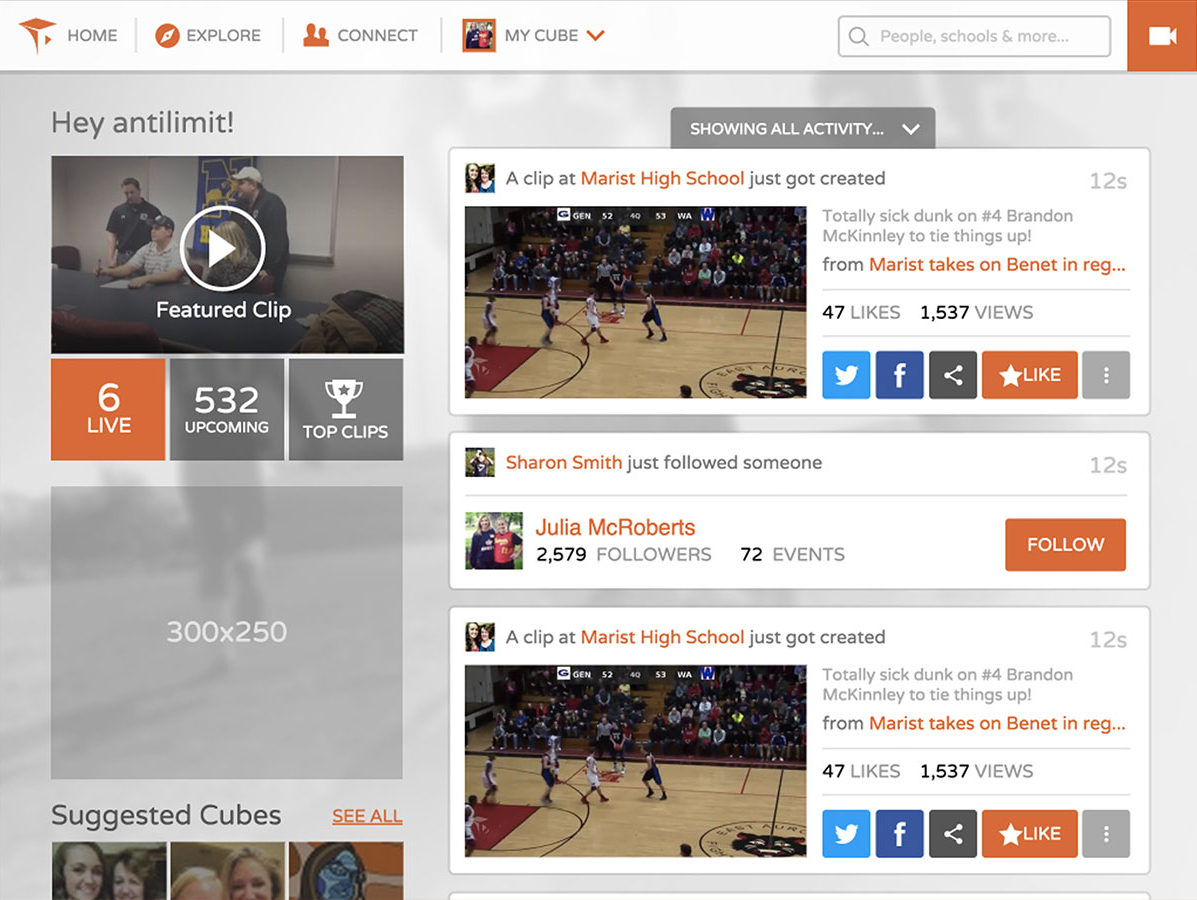 HOME
EXPLORE
CONNECT
MY CUBE
People, schools & more...
Hey antilimit!
Featured Clip
6
LIVE
532
UPCOMING
TOP CLIPS
300x250
Suggested Cubes
SEE ALL
SHOWING ALL ACTIVITY...
A clip at Marist High School just got created
12s
G GEN 52 4Q 53 WA W
EAST AURO
FIGH
Totally sick dunk on #4 Brandon
McKinnley to tie things up!
from Marist takes on Benet in reg...
47 LIKES 1,537 VIEWS
LIKE
Sharon Smith just followed someone
12s
Julia McRoberts
2,579 FOLLOWERS 72 EVENTS
FOLLOW
A clip at Marist High School just got created
12s
G GEN 52 4Q 53 WA W
EAST AURO
FIGH
Totally sick dunk on #4 Brandon
McKinnley to tie things up!
from Marist takes on Benet in reg...
47 LIKES 1,537 VIEWS
LIKE